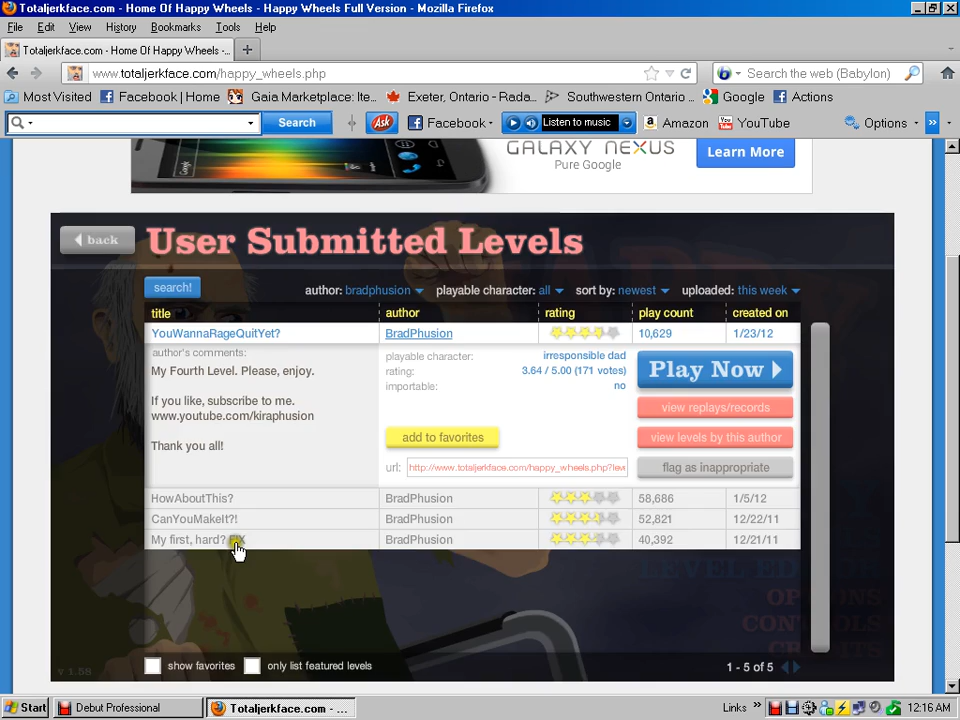 Totaljerkface.com - Home Of Happy Wheels - Happy Wheels Full Version - Mozilla Firefox
File Edit View History Bookmarks Tools Help
Totaljerkface.com - Home Of Happy Wheels -...
www.totaljerkface.com/happy_wheels.php
Search the web (Babylon)
Most Visited Facebook | Home Gaia Marketplace: Ite... Exeter, Ontario - Rada... Southwestern Ontario ... Google Actions
Search Ask Facebook Listen to music Amazon YouTube Options »
GALAXY NEXUS
Pure Google
Learn More
back
User Submitted Levels
search! author: bradphusion playable character: all sort by: newest uploaded: this week
title author rating play count created on
YouWannaRageQuitYet? BradPhusion 10,629 1/23/12
author's comments:
My Fourth Level. Please, enjoy.
If you like, subscribe to me.
www.youtube.com/kiraphusion
Thank you all!
playable character: irresponsible dad
rating: 3.64 / 5.00 (171 votes)
importable: no
add to favorites
url: http://www.totaljerkface.com/happy_wheels.php?lev
Play Now
view replays/records
view levels by this author
flag as inappropriate
HowAboutThis? BradPhusion 58,686 1/5/12
CanYouMakeIt?! BradPhusion 52,821 12/22/11
My first, hard? BradPhusion 40,392 12/21/11
LEVEL EDITOR
OPTIONS
CONTROLS
v 1.58
show favorites only list featured levels 1 - 5 of 5
Start Debut Professional Totaljerkface.com - ... Links » 12:16 AM